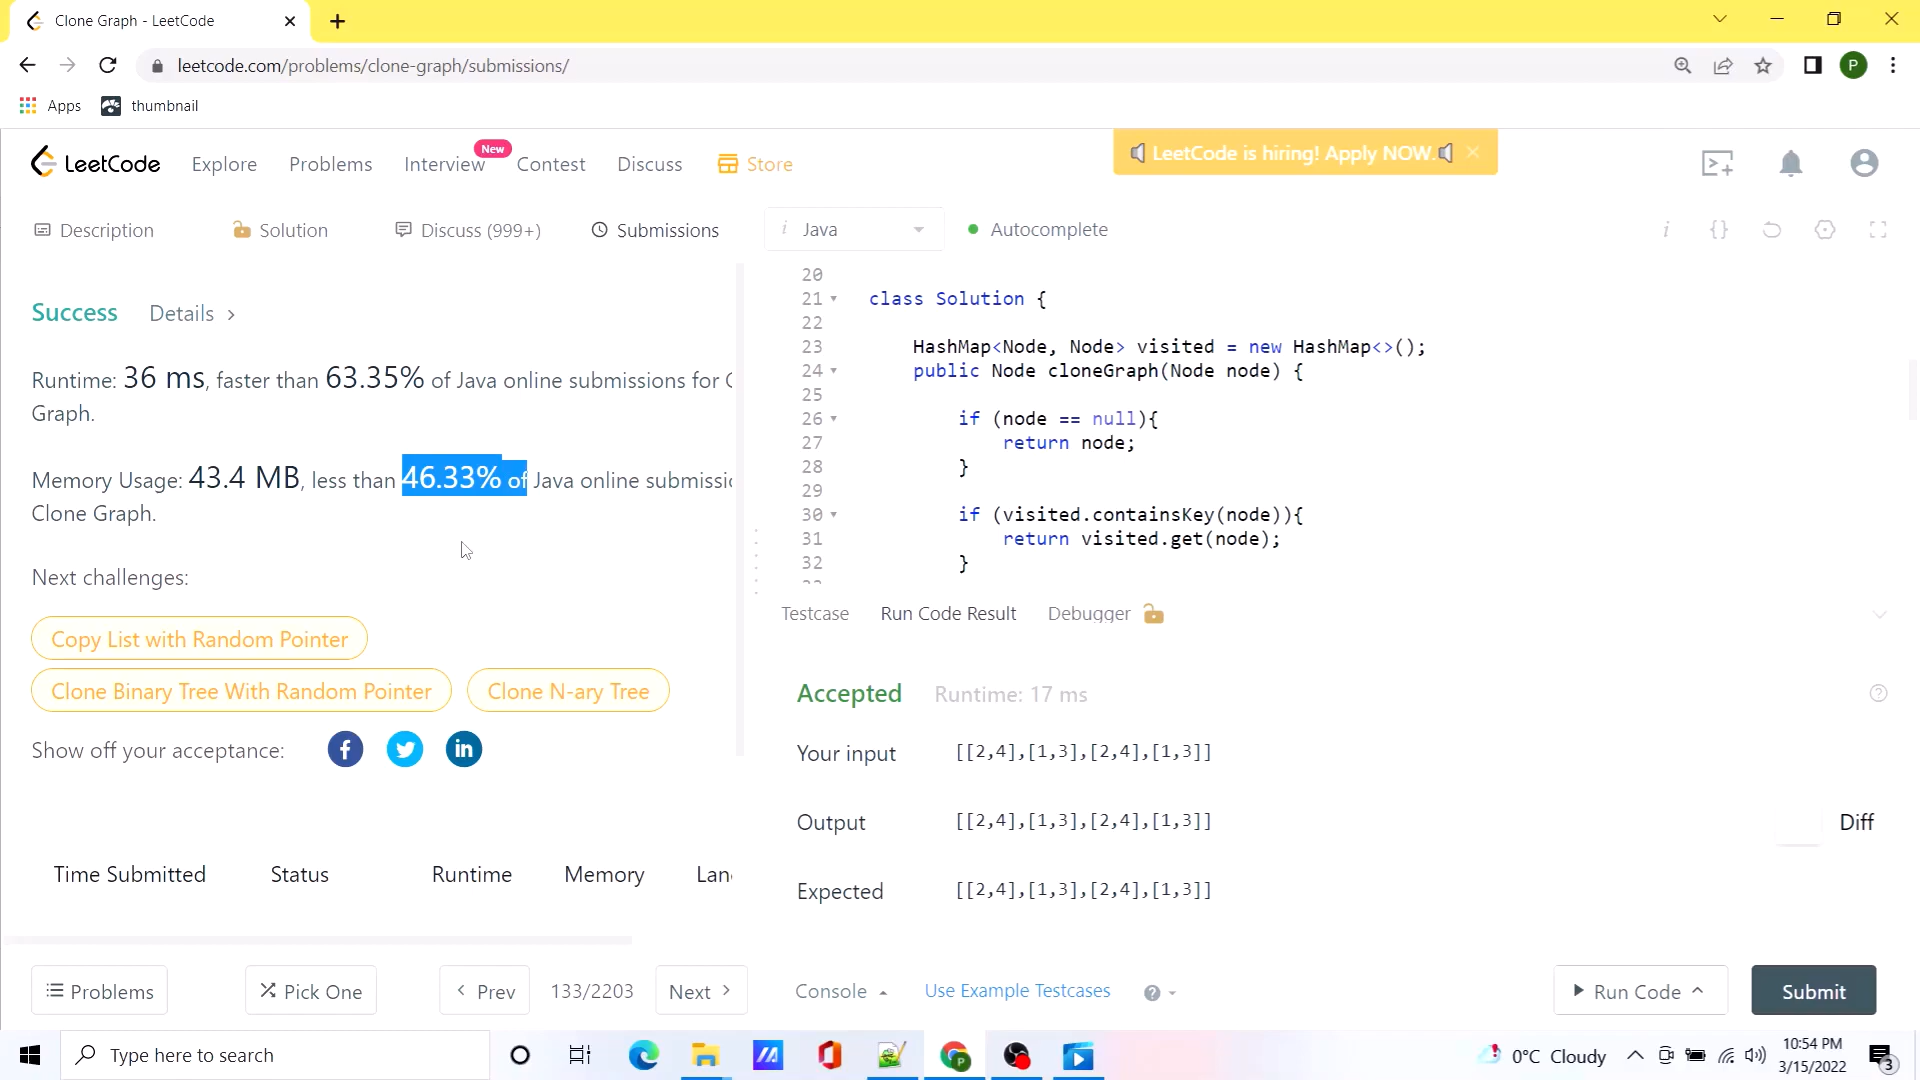 Clone Graph - LeetCode
leetcode.com/problems/clone-graph/submissions/
P
Apps
thumbnail
LeetCode
Explore
Problems
Interview
New
Contest
Discuss
Store
LeetCode is hiring! Apply NOW.
Description
Solution
Discuss (999+)
Submissions
i Java
Autocomplete
i
{}
Success
Details >
Runtime: 36 ms, faster than 63.35% of Java online submissions for
Graph.
Memory Usage: 43.4 MB, less than 46.33% of Java online
Clone Graph.
Next challenges:
Copy List with Random Pointer
Clone Binary Tree With Random Pointer
Clone N-ary Tree
Show off your acceptance:
Time Submitted
Status
Runtime
Memory
20
21 class Solution {
22
23 HashMap<Node, Node> visited = new HashMap<>();
24 public Node cloneGraph(Node node) {
25
26 if (node == null){
27 return node;
28 }
29
30 if (visited.containsKey(node)){
31 return visited.get(node);
32 }
Testcase
Run Code Result
Debugger
Accepted
Runtime: 17 ms
Your input
[[2,4],[1,3],[2,4],[1,3]]
Output
[[2,4],[1,3],[2,4],[1,3]]
Diff
Expected
[[2,4],[1,3],[2,4],[1,3]]
Problems
Pick One
< Prev
133/2203
Next >
Console
Use Example Testcases
Run Code
Submit
Type here to search
P
0°C Cloudy
10:54 PM
3/15/2022
3